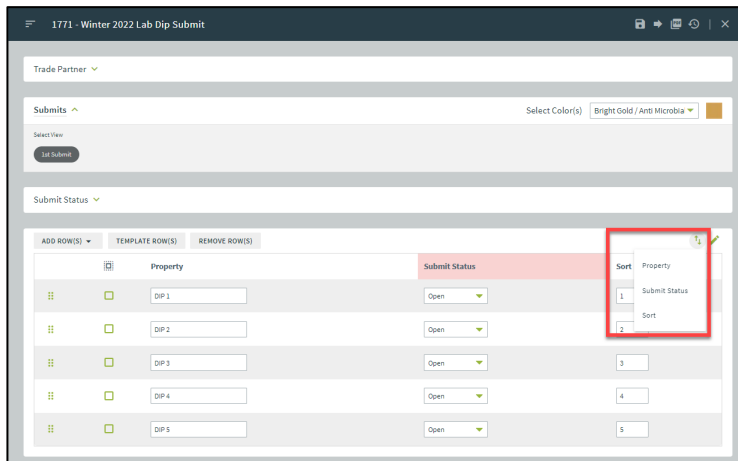 1771 - Winter 2022 Lab Dip Submit
Trade Partner
Submits
Select Color(s)
Bright Gold / Anti Microbia
Select View
1st Submit
Submit Status
ADD ROW(S)
TEMPLATE ROW(S)
REMOVE ROW(S)
Property
Submit Status
Sort
Property
Submit Status
Sort
DIP 1
Open
1
DIP 2
Open
2
DIP 3
Open
3
DIP 4
Open
4
DIP 5
Open
5